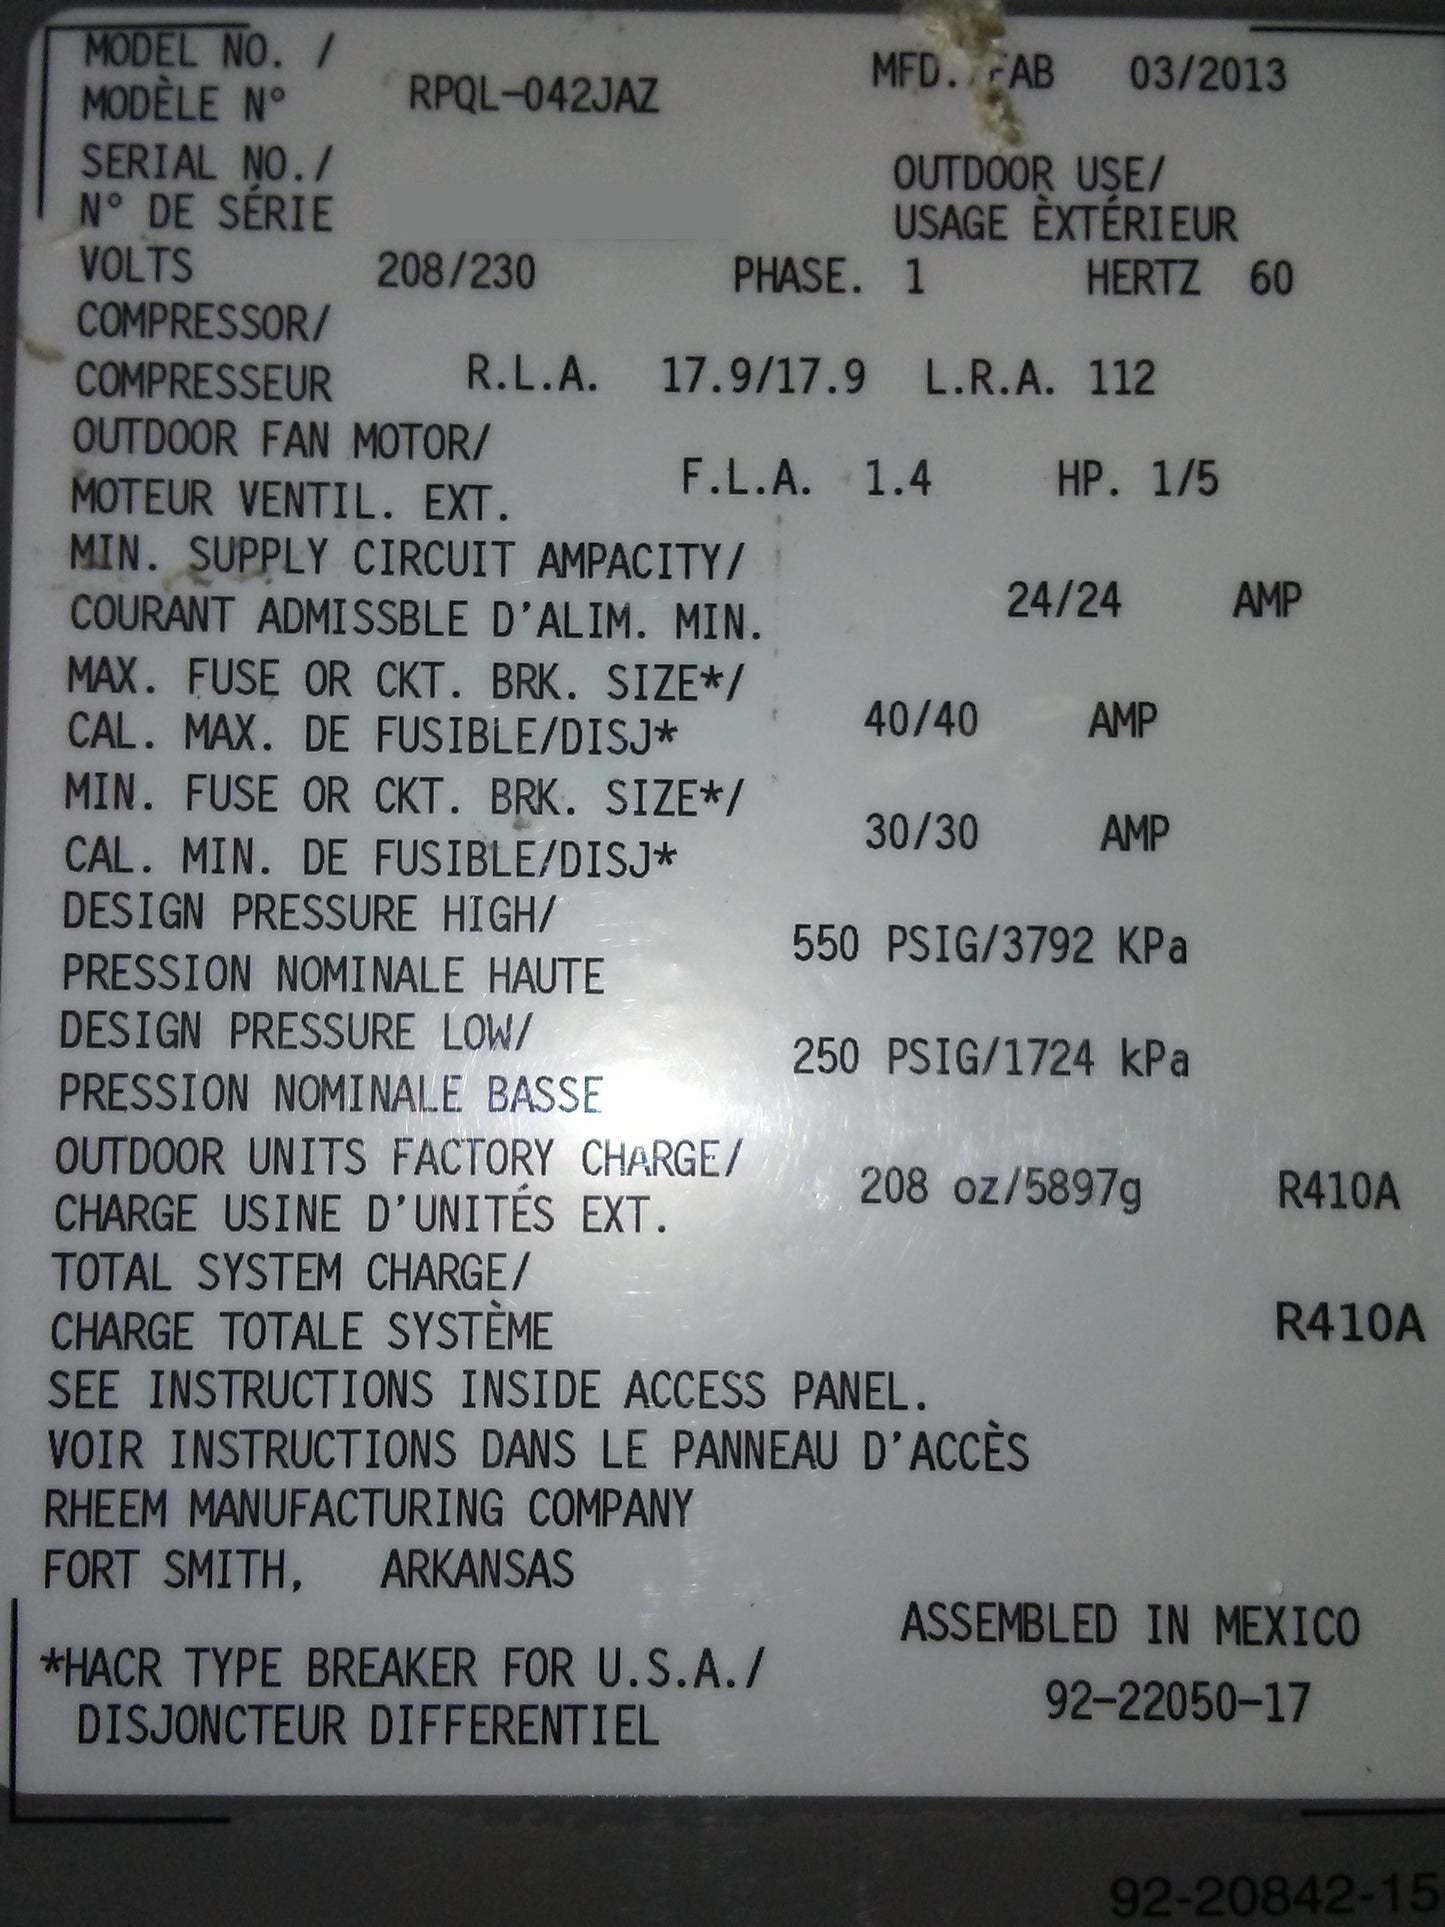 MODEL NO. /
MODÈLE N° RPQL-042JAZ MFD. FAB 03/2013
SERIAL NO./
N° DE SÉRIE
OUTDOOR USE/
USAGE ÈXTÉRIEUR
VOLTS 208/230 PHASE. 1 HERTZ 60
COMPRESSOR/
COMPRESSEUR R.L.A. 17.9/17.9 L.R.A. 112
OUTDOOR FAN MOTOR/
MOTEUR VENTIL. EXT. F.L.A. 1.4 HP. 1/5
MIN. SUPPLY CIRCUIT AMPACITY/
COURANT ADMISSBLE D'ALIM. MIN. 24/24 AMP
MAX. FUSE OR CKT. BRK. SIZE*/
CAL. MAX. DE FUSIBLE/DISJ* 40/40 AMP
MIN. FUSE OR CKT. BRK. SIZE*/
CAL. MIN. DE FUSIBLE/DISJ* 30/30 AMP
DESIGN PRESSURE HIGH/
PRESSION NOMINALE HAUTE 550 PSIG/3792 KPa
DESIGN PRESSURE LOW/
PRESSION NOMINALE BASSE 250 PSIG/1724 kPa
OUTDOOR UNITS FACTORY CHARGE/
CHARGE USINE D'UNITÉS EXT. 208 oz/5897g R410A
TOTAL SYSTEM CHARGE/
CHARGE TOTALE SYSTÈME R410A
SEE INSTRUCTIONS INSIDE ACCESS PANEL.
VOIR INSTRUCTIONS DANS LE PANNEAU D'ACCÈS
RHEEM MANUFACTURING COMPANY
FORT SMITH, ARKANSAS
ASSEMBLED IN MEXICO
*HACR TYPE BREAKER FOR U.S.A./
DISJONCTEUR DIFFERENTIEL
92-22050-17
92-20842-15